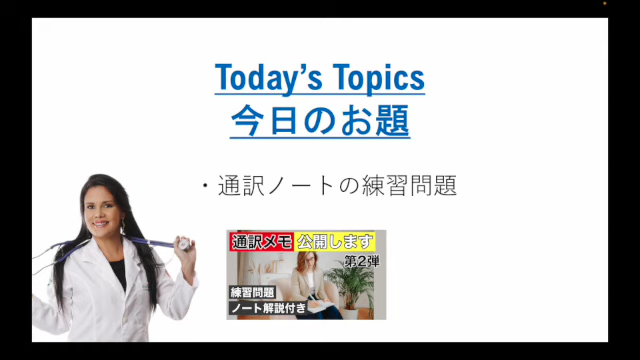 Today's Topics
今日のお題
・通訳ノートの練習問題
通訳メモ 公開します
第2弾
練習問題
ノート解説付き